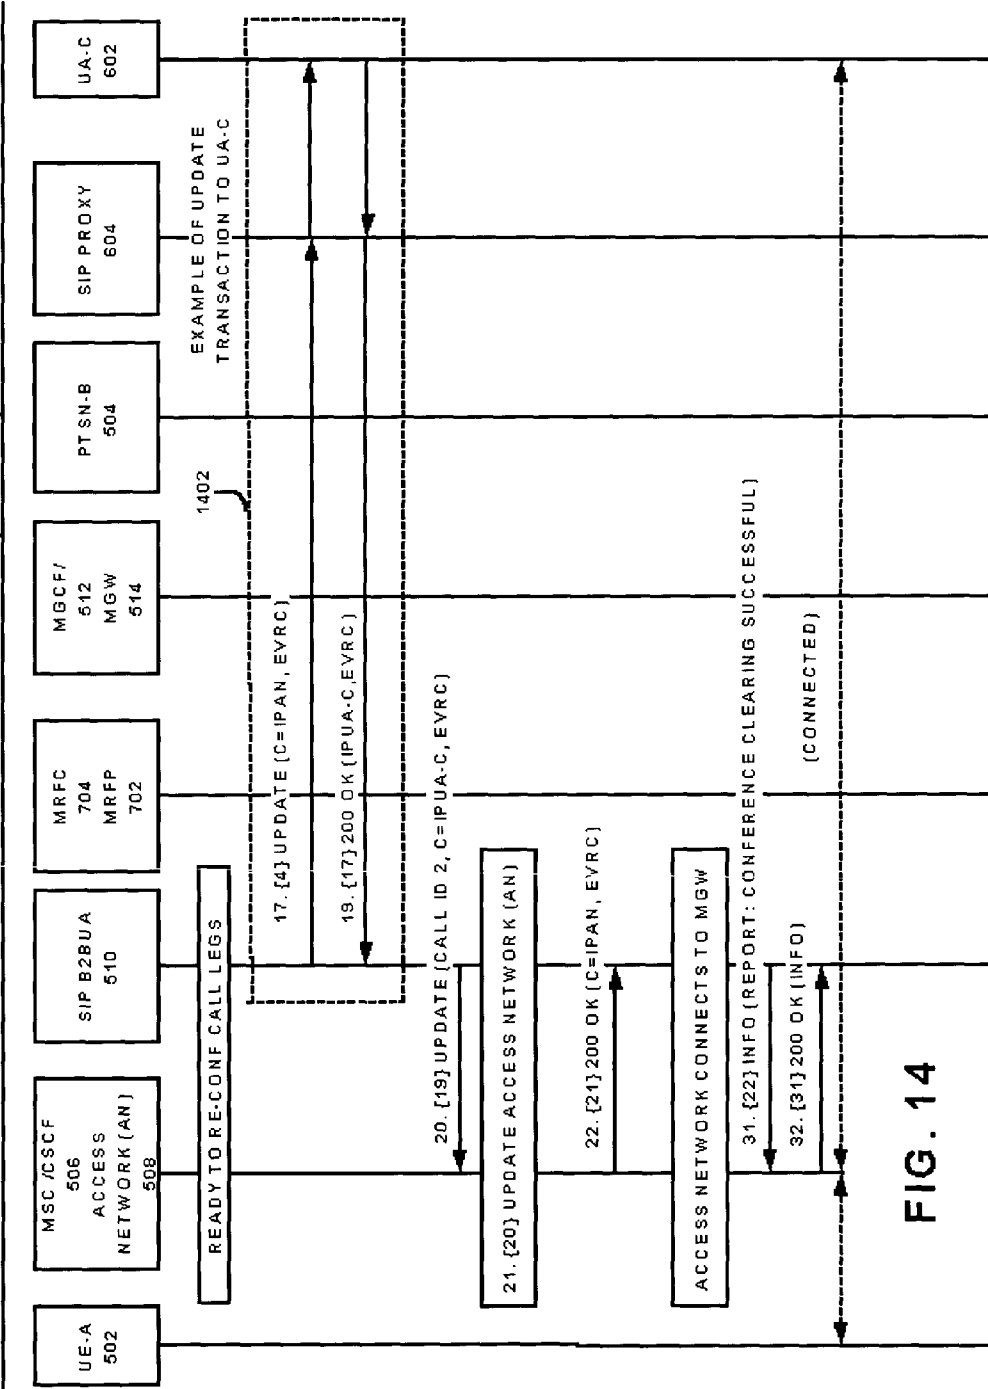 UE-A
502
MSC /CSCF
506
ACCESS
NETWORK (AN)
508
SIP B2BUA
510
MRFC
704
MRFP
702
MGCF/
512
MGW
514
PTSN-B
504
SIP PROXY
604
UA-C
602
READY TO RE-CONF CALL LEGS
1402
EXAMPLE OF UPDATE
TRANSACTION TO UA-C
17. {4} UPDATE (C=IPAN, EVRC)
19. {17} 200 OK (IPUA-C,EVRC)
20. {19} UPDATE (CALL ID 2, C=IPUA-C, EVRC)
21. {20} UPDATE ACCESS NETWORK (AN)
22. {21} 200 OK (C=IPAN, EVRC)
ACCESS NETWORK CONNECTS TO MGW
31. {22} INFO (REPORT: CONFERENCE CLEARING SUCCESSFUL)
32. {31} 200 OK (INFO)
(CONNECTED)
FIG. 14